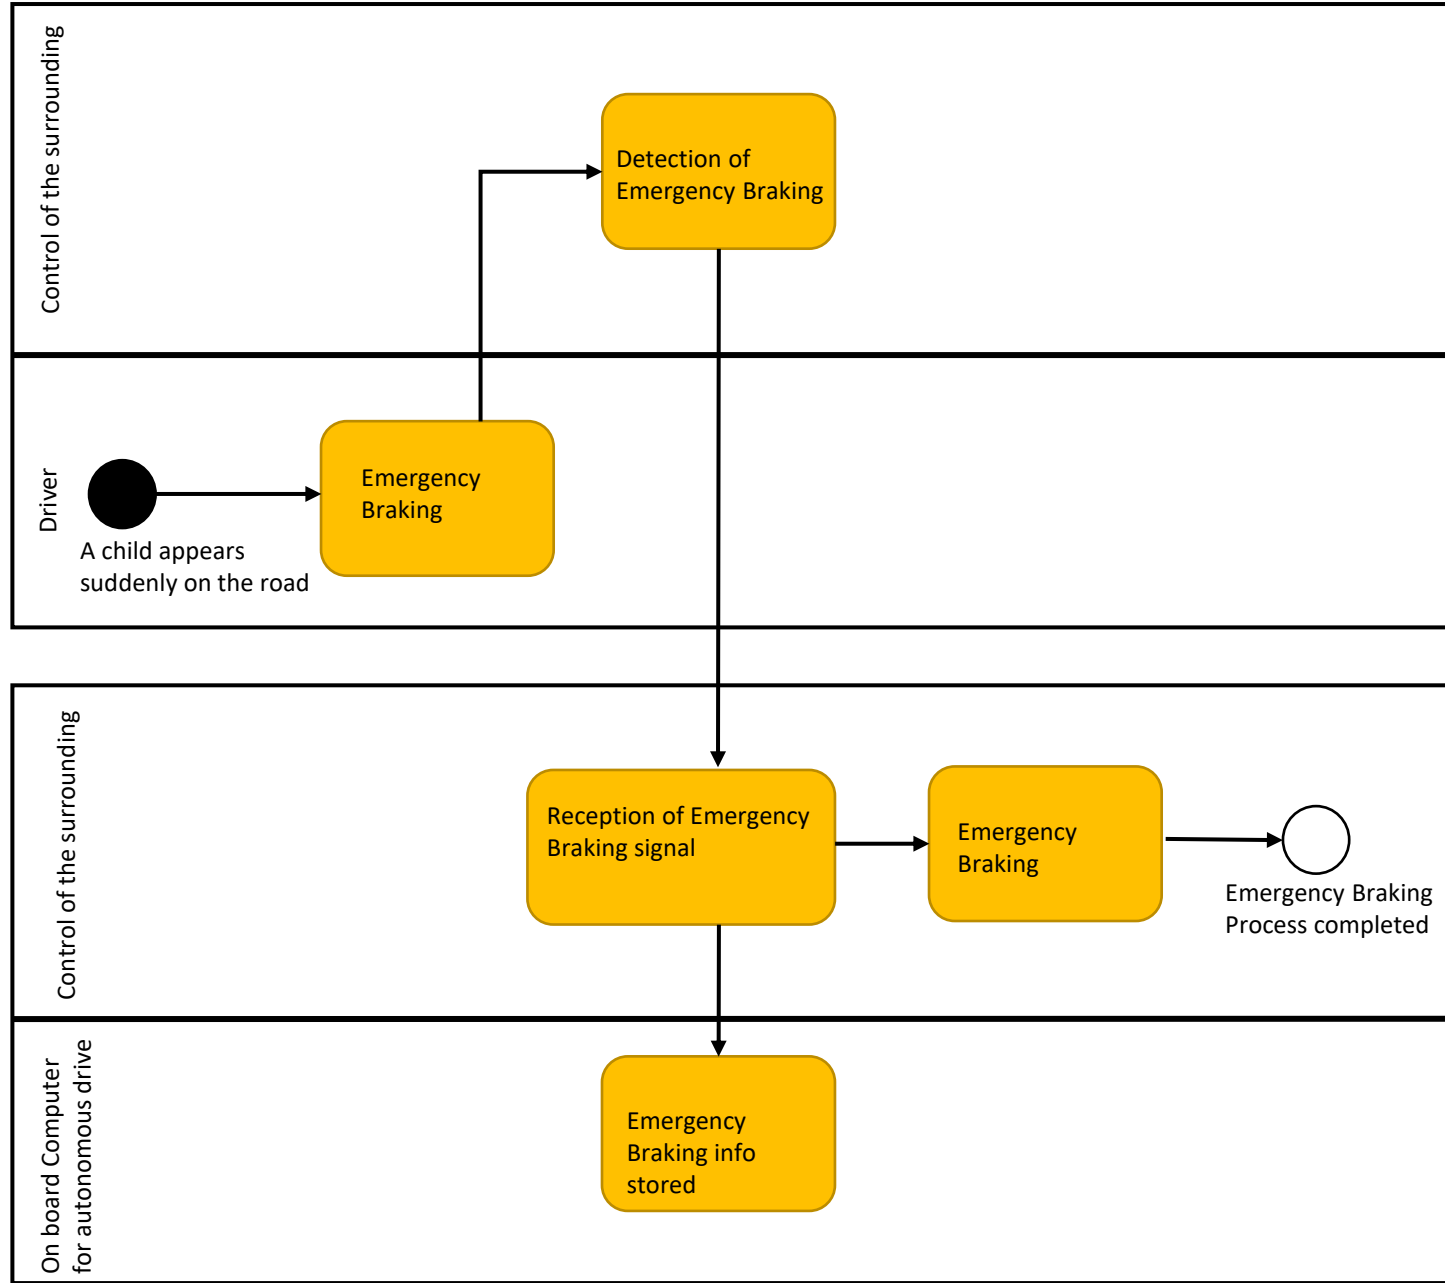 Control of the surrounding
Detection of
Emergency Braking
Driver
A child appears
suddenly on the road
Emergency
Braking
Control of the surrounding
Reception of Emergency
Braking signal
Emergency
Braking
Emergency Braking
Process completed
On board Computer
for autonomous drive
Emergency
Braking info
stored